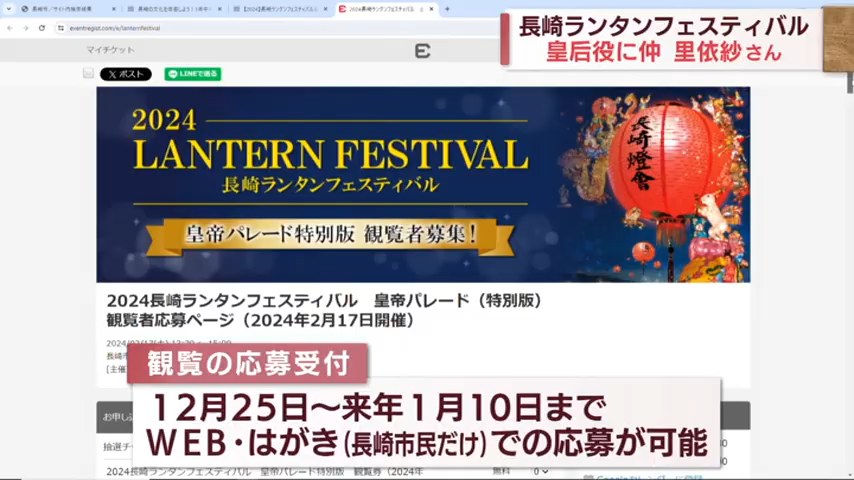 長崎ランタンフェスティバル
皇后役に仲 里依紗さん
eventregist.com/e/lanternfestival
マイチケット
ポスト
LINEで送る
2024
LANTERN FESTIVAL
長崎ランタンフェスティバル
皇帝パレード特別版 観覧者募集!
長崎燈會
2024長崎ランタンフェスティバル 皇帝パレード（特別版）
観覧者応募ページ（2024年2月17日開催）
観覧の応募受付
12月25日～来年1月10日まで
WEB・はがき(長崎市民だけ)での応募が可能
2024長崎ランタンフェスティバル 皇帝パレード特別版 観覧券（2024年
無料
0